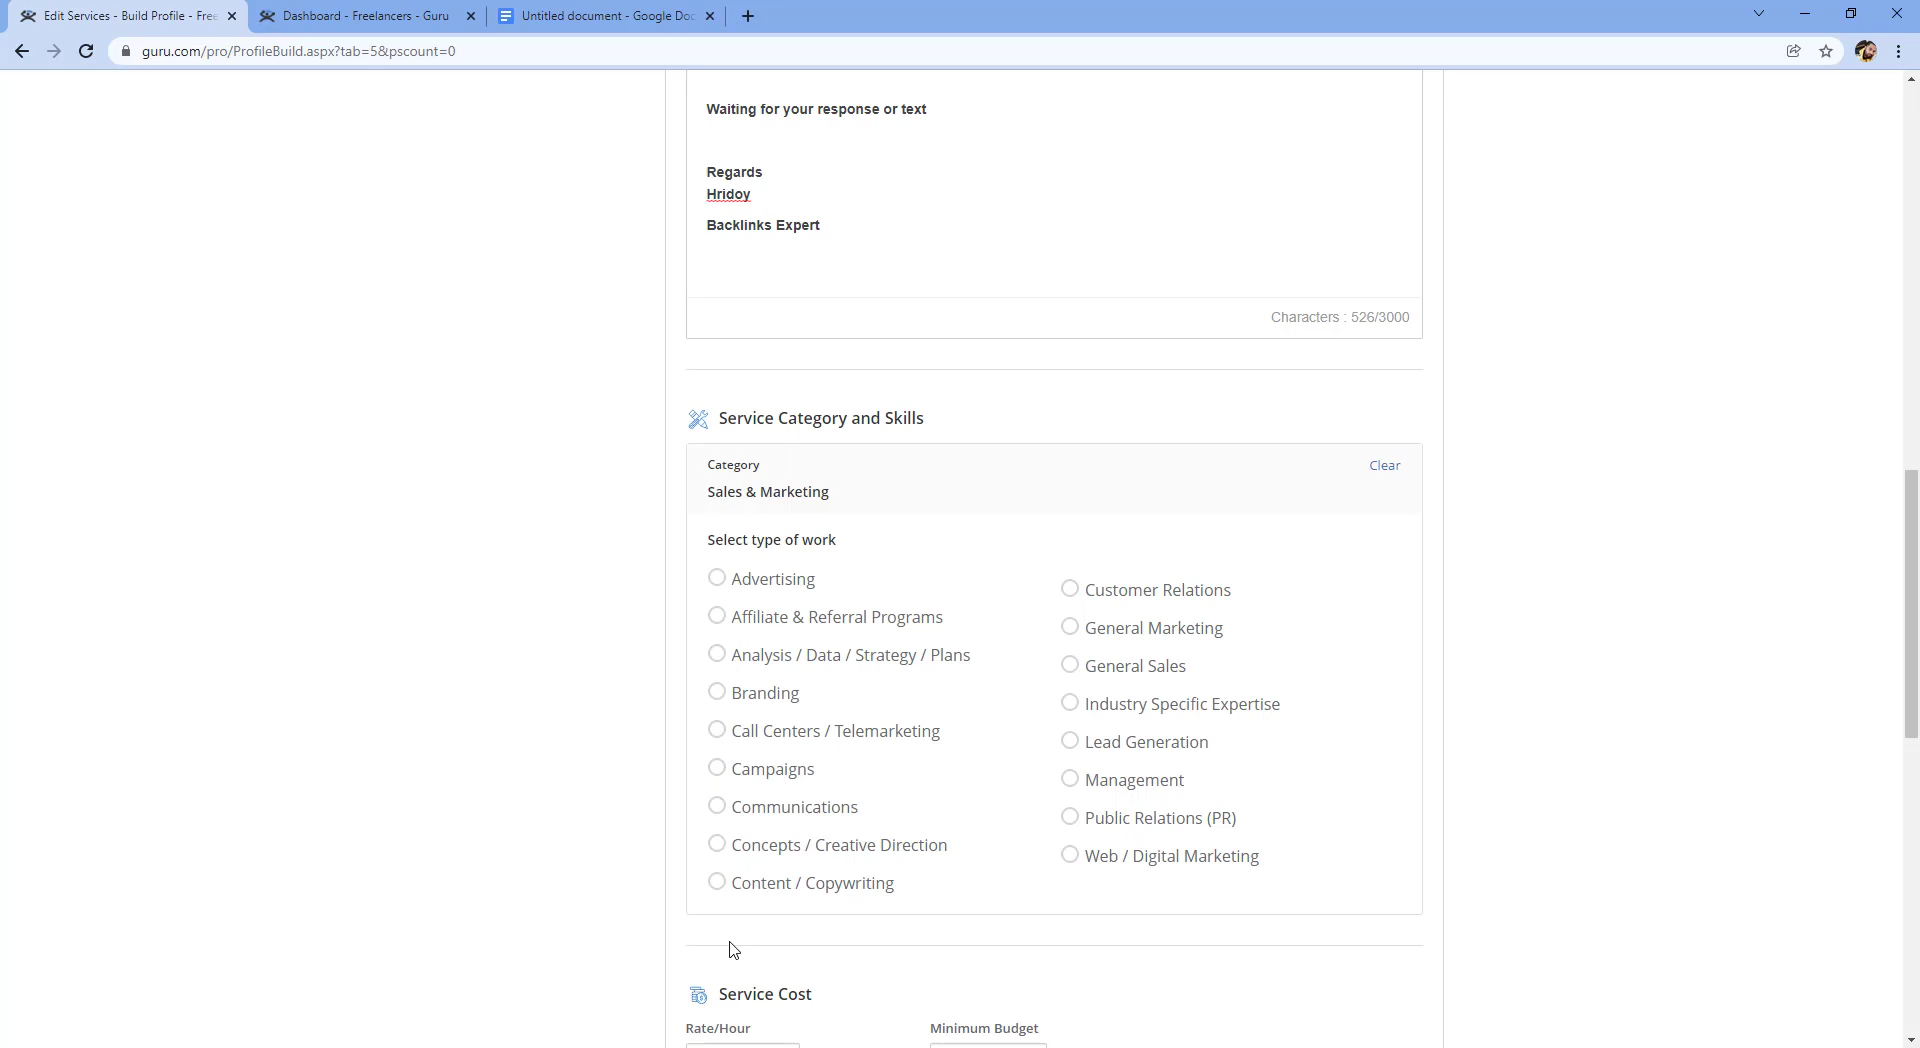 Edit Services - Build Profile - Free
Dashboard - Freelancers - Guru
Untitled document - Google Doc
guru.com/pro/ProfileBuild.aspx?tab=5&pscount=0
Waiting for your response or text
Regards
Hridoy
Backlinks Expert
Characters : 526/3000
Service Category and Skills
Category
Clear
Sales & Marketing
Select type of work
Advertising
Affiliate & Referral Programs
Analysis / Data / Strategy / Plans
Branding
Call Centers / Telemarketing
Campaigns
Communications
Concepts / Creative Direction
Content / Copywriting
Customer Relations
General Marketing
General Sales
Industry Specific Expertise
Lead Generation
Management
Public Relations (PR)
Web / Digital Marketing
Service Cost
Rate/Hour
Minimum Budget